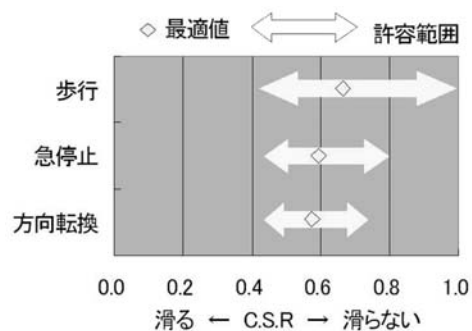 ◇ 最適値 許容範囲
歩行
急停止
方向転換
0.0 0.2 0.4 0.6 0.8 1.0
滑る ← C.S.R → 滑らない